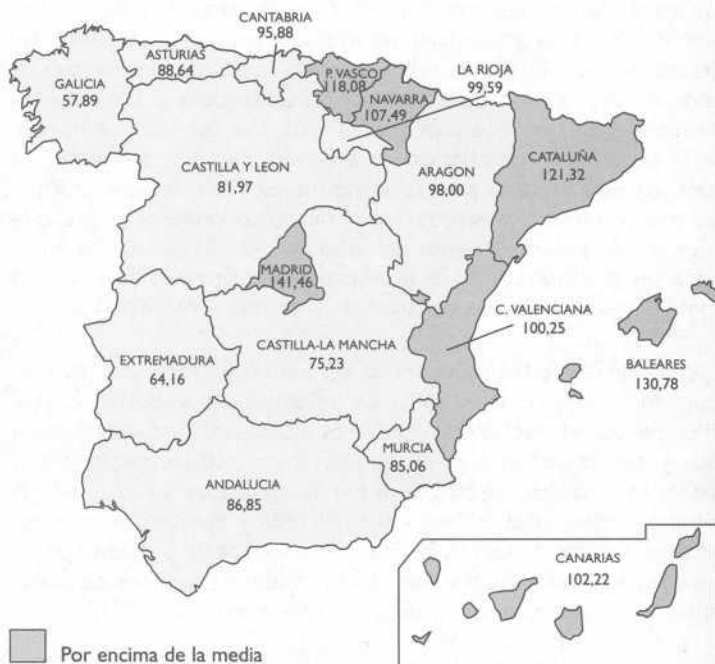 CANTABRIA
95,88
ASTURIAS
88,64
GALICIA
57,89
P. VASCO
118,08
NAVARRA
107,49
LA RIOJA
99,59
CASTILLA Y LEON
81,97
ARAGON
98,00
CATALUÑA
121,32
MADRID
141,46
C. VALENCIANA
100,25
EXTREMADURA
64,16
CASTILLA-LA MANCHA
75,23
BALEARES
130,78
MURCIA
85,06
ANDALUCIA
86,85
CANARIAS
102,22
Por encima de la media